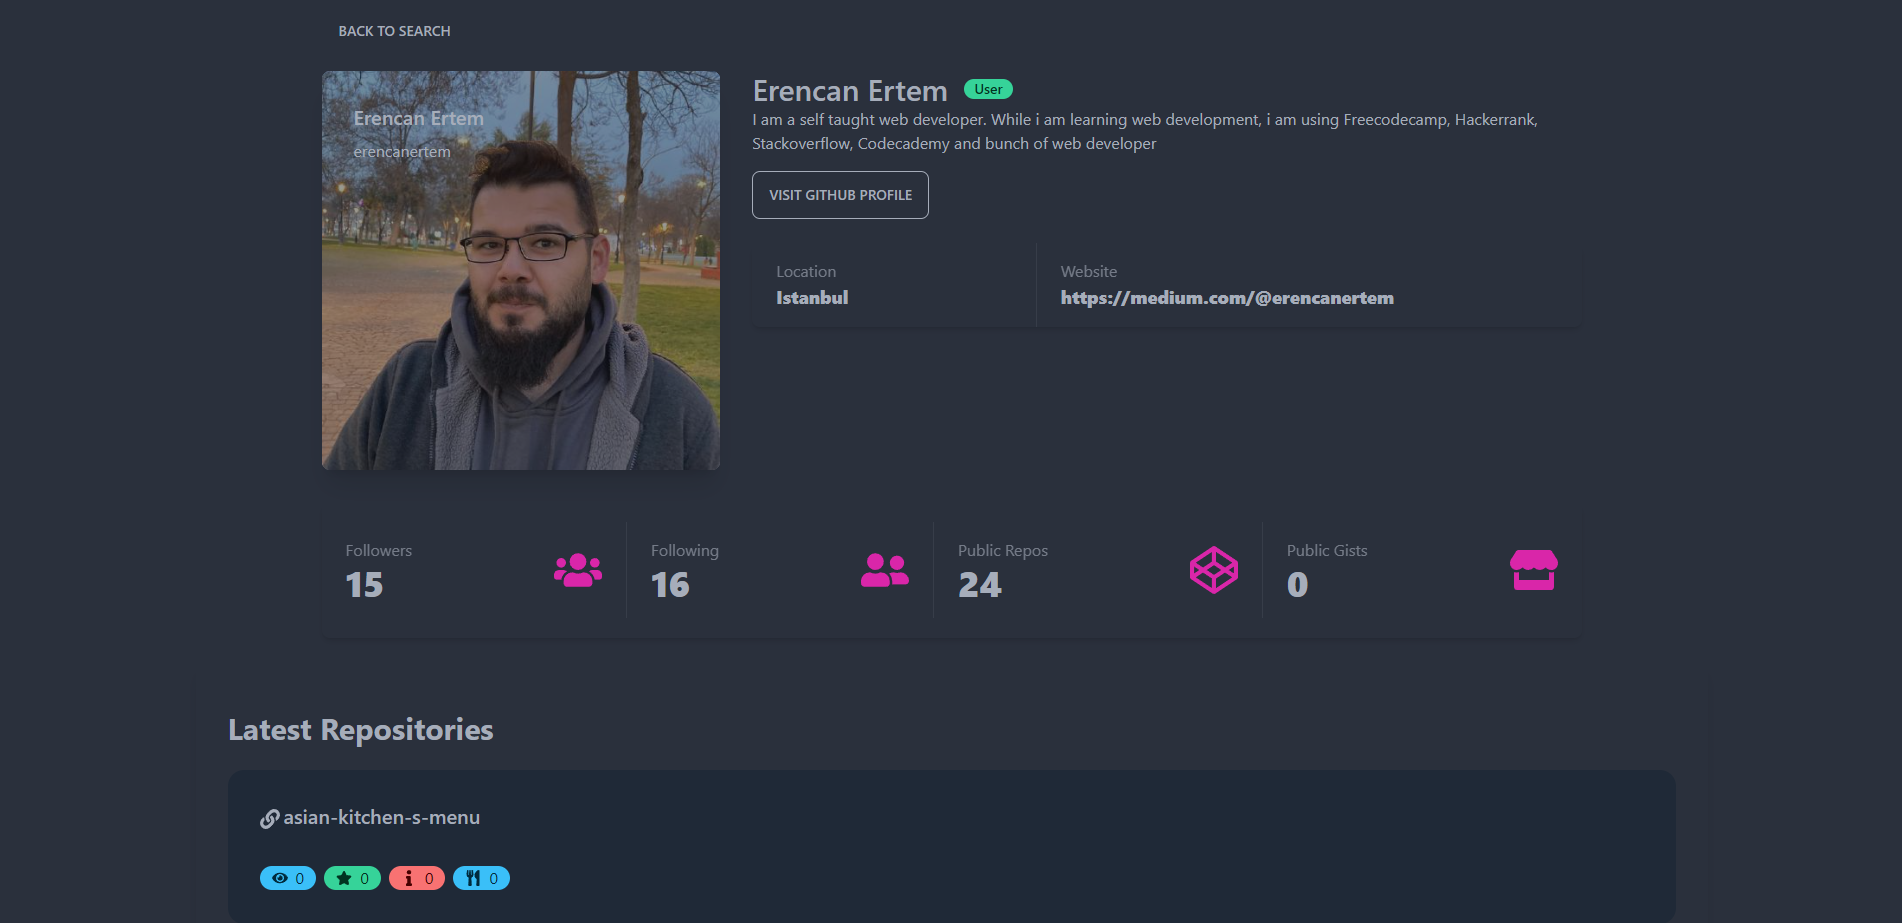 BACK TO SEARCH
Erencan Ertem
erencanertem
Erencan Ertem User
I am a self taught web developer. While i am learning web development, i am using Freecodecamp, Hackerrank,
Stackoverflow, Codecademy and bunch of web developer
VISIT GITHUB PROFILE
Location
Istanbul
Website
https://medium.com/@erencanertem
Followers
15
Following
16
Public Repos
24
Public Gists
0
Latest Repositories
asian-kitchen-s-menu
0 0 0 0